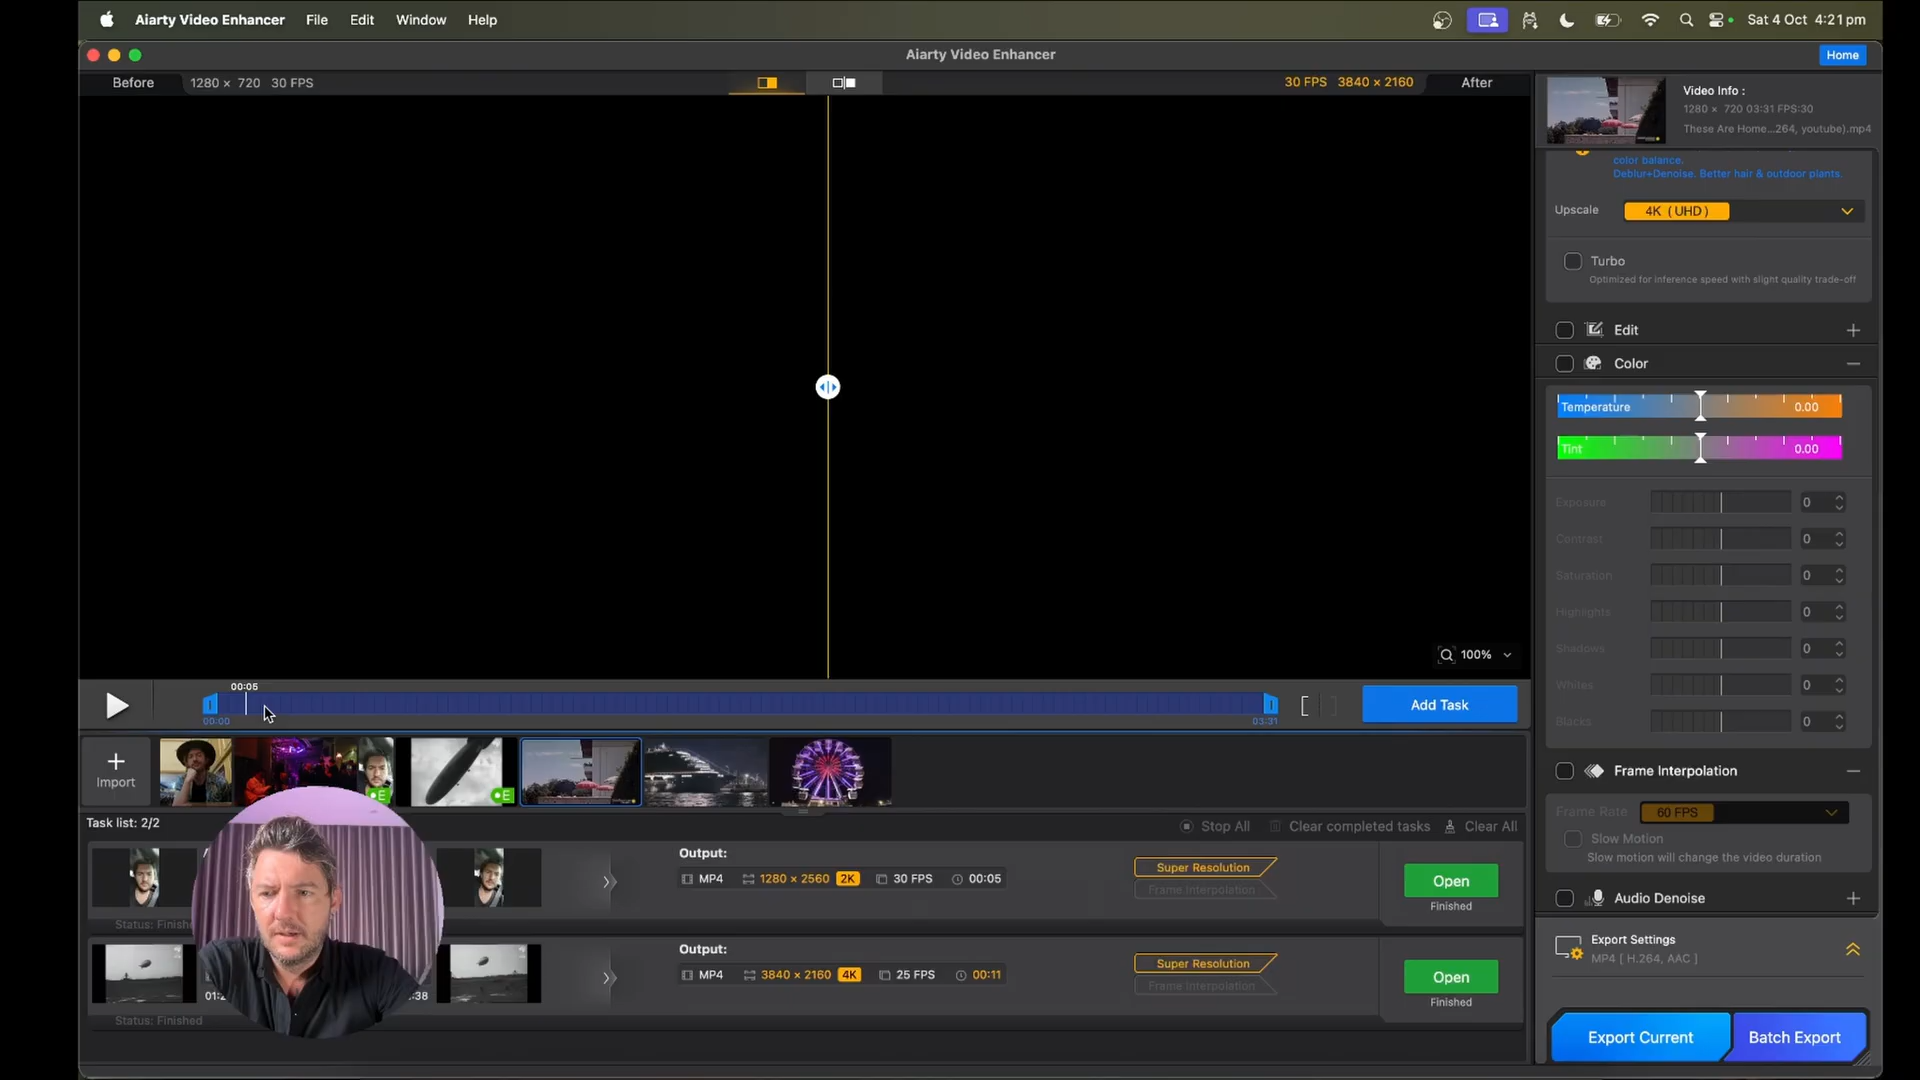 Aiarty Video Enhancer File Edit Window Help
Sat 4 Oct 4:21 pm
Aiarty Video Enhancer
Home
Before 1280 × 720 30 FPS
30 FPS 3840 × 2160 After
Video Info :
1280 × 720 03:31 FPS:30
These Are Home...264, youtube).mp4
color balance.
Deblur+Denoise. Better hair & outdoor plants.
Upscale 4K (UHD)
Turbo
Optimized for inference speed with slight quality trade-off
Edit
Color
Temperature 0.00
Tint 0.00
Exposure 0
Contrast 0
Saturation 0
Highlights 0
Shadows 0
Whites 0
Blacks 0
100%
00:05
00:00
03:31
Add Task
Import
E
E
Frame Interpolation
Frame Rate 60 FPS
Slow Motion
Slow motion will change the video duration
Audio Denoise
Task list: 2/2
Stop All Clear completed tasks Clear All
Output:
MP4 1280 × 2560 2K 30 FPS 00:05
Super Resolution
Frame Interpolation
Open
Finished
Status: Finished
Output:
MP4 3840 × 2160 4K 25 FPS 00:11
Super Resolution
Frame Interpolation
Open
Finished
Status: Finished
Export Settings
MP4 [ H.264, AAC ]
Export Current
Batch Export